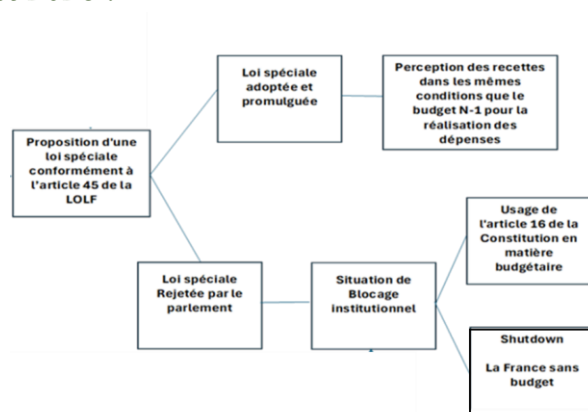 Proposition d'une
loi spéciale
conformément à
l'article 45 de la
LOLF
Loi spéciale
adoptée et
promulguée
Perception des recettes
dans les mêmes
conditions que le
budget N-1 pour la
réalisation des
dépenses
Loi spéciale
Rejetée par le
parlement
Situation de
Blocage
institutionnel
Usage de
l'article 16 de la
Constitution en
matière
budgétaire
Shutdown
La France sans
budget